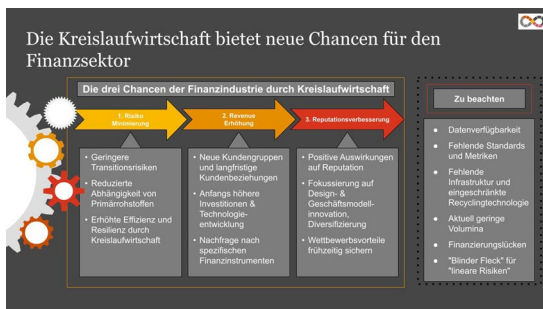 Die Kreislaufwirtschaft bietet neue Chancen für den
Finanzsektor
Die drei Chancen der Finanzindustrie durch Kreislaufwirtschaft
1. Risiko
Minimierung
2. Revenue
Erhöhung
3. Reputationsverbesserung
• Geringere
Transitionsrisiken
• Reduzierte
Abhängigkeit von
Primärrohstoffen
• Erhöhte Effizienz und
Resilienz durch
Kreislaufwirtschaft
• Neue Kundengruppen
und langfristige
Kundenbeziehungen
• Anfangs höhere
Investitionen &
Technologie-
entwicklung
• Nachfrage nach
spezifischen
Finanzinstrumenten
• Positive Auswirkungen
auf Reputation
• Fokussierung auf
Design- &
Geschäftsmodell-
innovation,
Diversifizierung
• Wettbewerbsvorteile
frühzeitig sichern
Zu beachten
● Datenverfügbarkeit
● Fehlende Standards
und Metriken
● Fehlende
Infrastruktur und
eingeschränkte
Recyclingtechnologie
● Aktuell geringe
Volumina
● Finanzierungslücken
● "Blinder Fleck" für
"lineare Risiken"